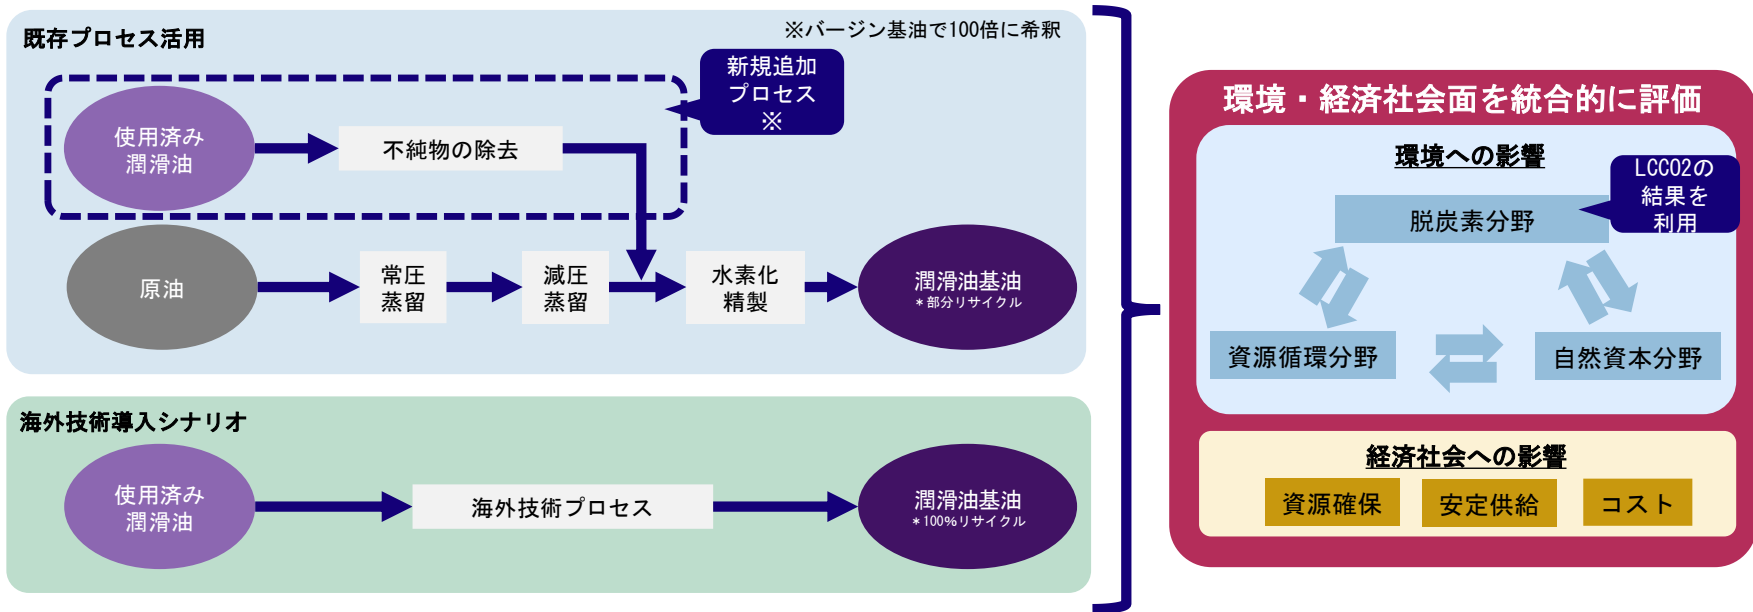 既存プロセス活用
※バージン基油で100倍に希釈
新規追加
プロセス
※
使用済み
潤滑油
不純物の除去
原油
常圧
蒸留
減圧
蒸留
水素化
精製
潤滑油基油
*部分リサイクル
海外技術導入シナリオ
使用済み
潤滑油
海外技術プロセス
潤滑油基油
*100%リサイクル
環境・経済社会面を統合的に評価
環境への影響
LCCO2の
結果を
利用
脱炭素分野
資源循環分野
自然資本分野
経済社会への影響
資源確保
安定供給
コスト